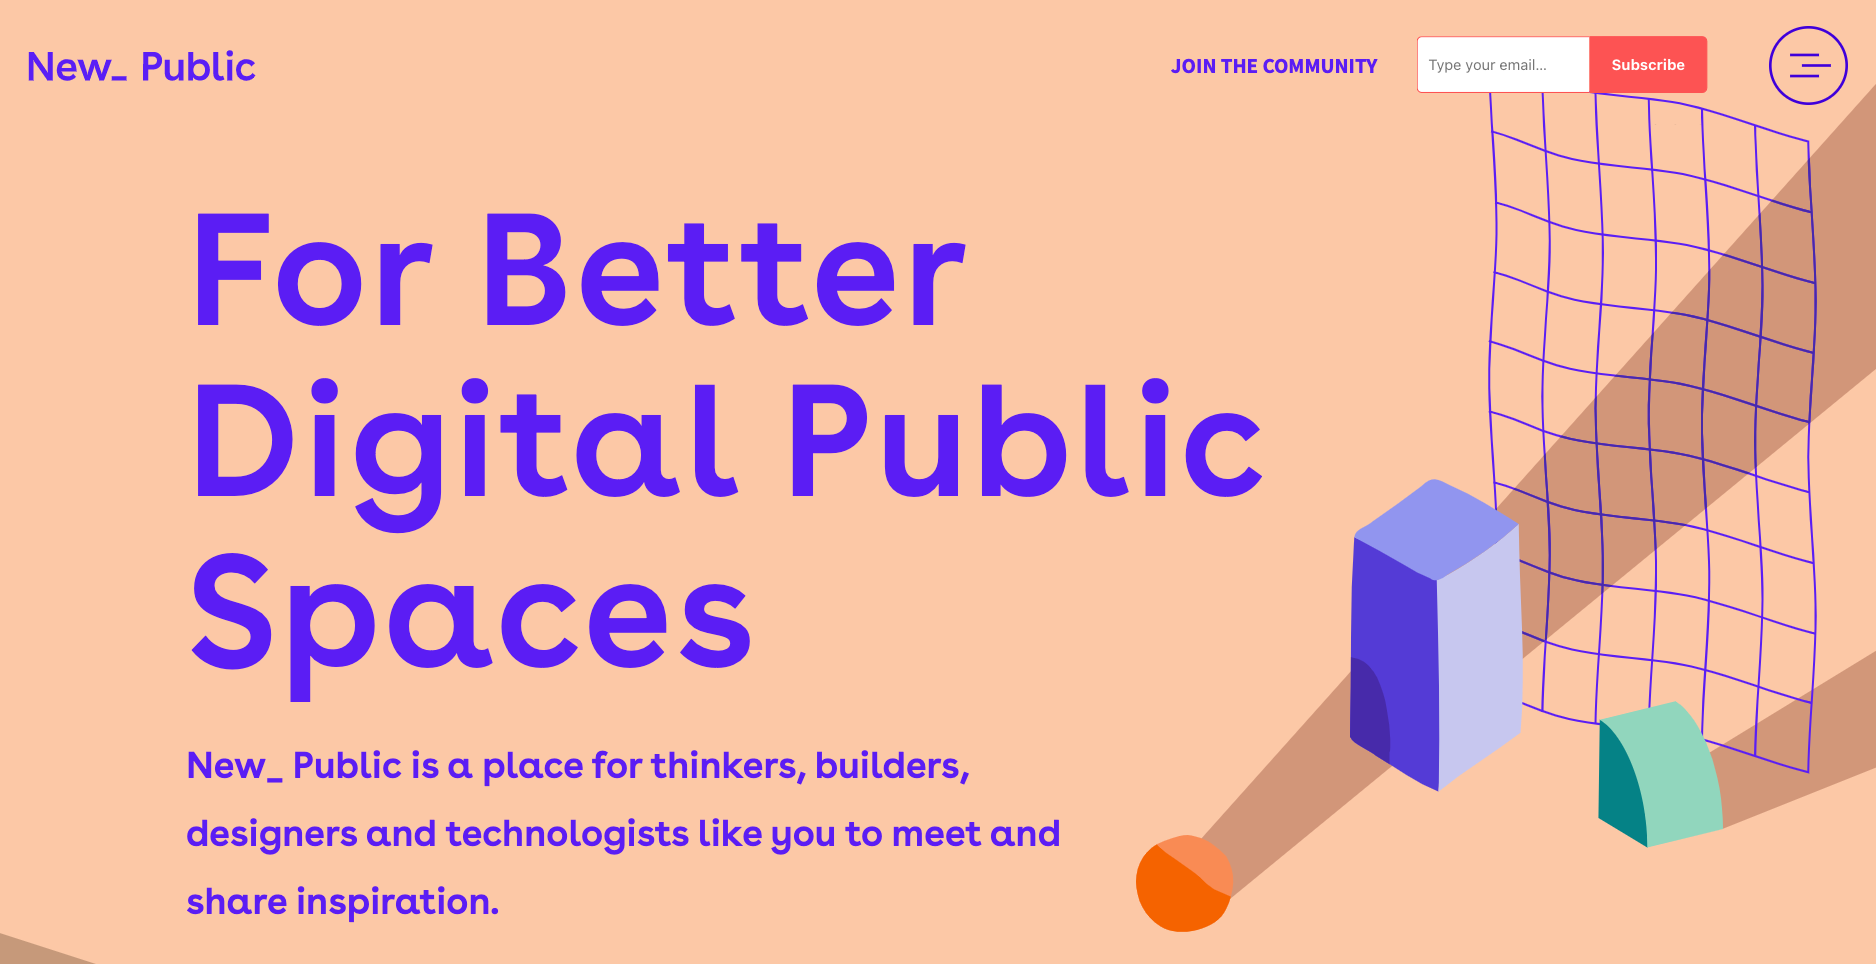 New_ Public
JOIN THE COMMUNITY
Type your email...
Subscribe
For Better
Digital Public
Spaces
New_ Public is a place for thinkers, builders,
designers and technologists like you to meet and
share inspiration.